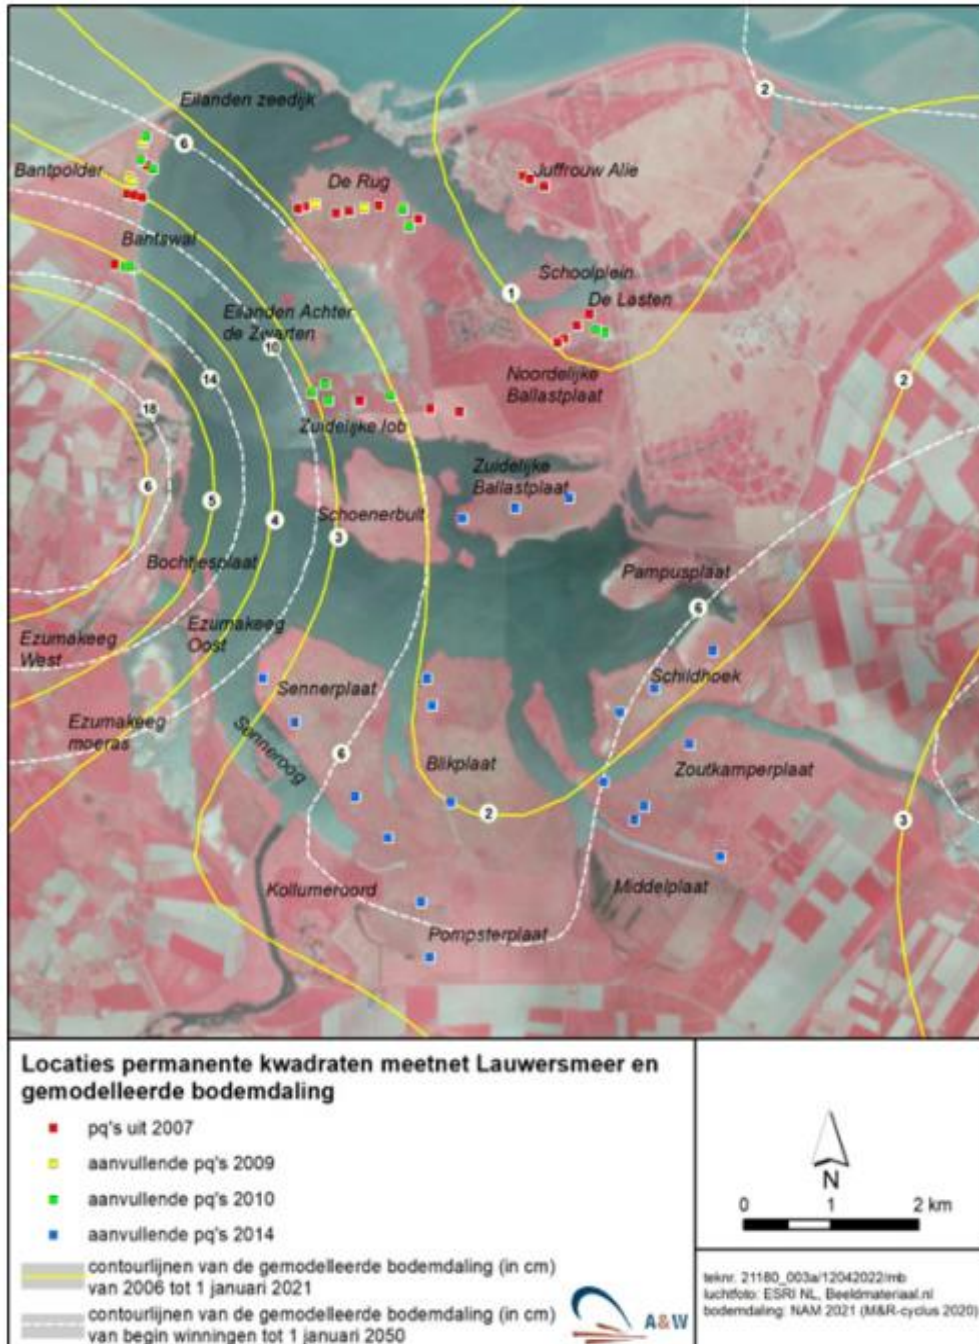 Eilanden zeedijk
2
6
Bantpolder
De Rug
Juffrouw Alie
Bantswal
Schoolplein
1
De Lasten
Eilanden Achter
de Zwarten
10
14
Noordelijke
Ballastplaat
2
18
Zuidelijke lob
Zuidelijke
Ballastplaat
6
5
4
Schoenerbult
3
Bochtjesplaat
Pampusplaat
Ezumakeeg
West
Ezumakeeg
Oost
6
Sennerplaat
Schildhoek
Ezumakeeg
moeras
Senneroog
6
Blikplaat
Zoutkamperplaat
2
3
Kollumeroord
Middelplaat
Pompsterplaat
Locaties permanente kwadraten meetnet Lauwersmeer en
gemodelleerde bodemdaling
pq's uit 2007
aanvullende pq's 2009
aanvullende pq's 2010
aanvullende pq's 2014
contourlijnen van de gemodelleerde bodemdaling (in cm)
van 2006 tot 1 januari 2021
contourlijnen van de gemodelleerde bodemdaling (in cm)
van begin winningen tot 1 januari 2050
A&W
N
0 1 2 km
teknr. 21180_003a/12042022/mb
luchtfoto: ESRI NL, Beeldmateriaal.nl
bodemdaling: NAM 2021 (M&R-cyclus 2020)